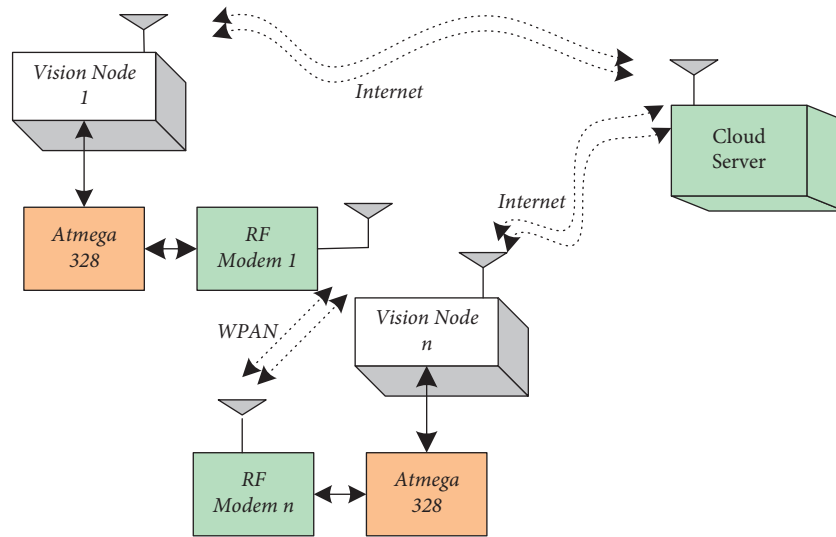 Vision Node
1
Internet
Cloud
Server
Internet
Atmega
328
RF
Modem 1
WPAN
Vision Node
n
RF
Modem n
Atmega
328